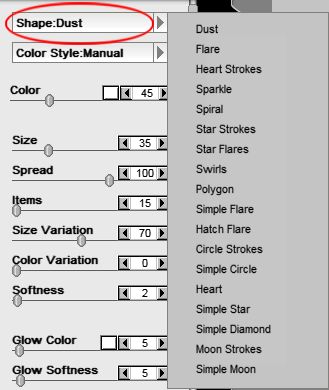 Shape:Dust
Color Style:Manual
Color 45
Size 35
Spread 100
Items 15
Size Variation 70
Color Variation 0
Softness 2
Glow Color 5
Glow Softness 5
Dust
Flare
Heart Strokes
Sparkle
Spiral
Star Strokes
Star Flares
Swirls
Polygon
Simple Flare
Hatch Flare
Circle Strokes
Simple Circle
Heart
Simple Star
Simple Diamond
Moon Strokes
Simple Moon